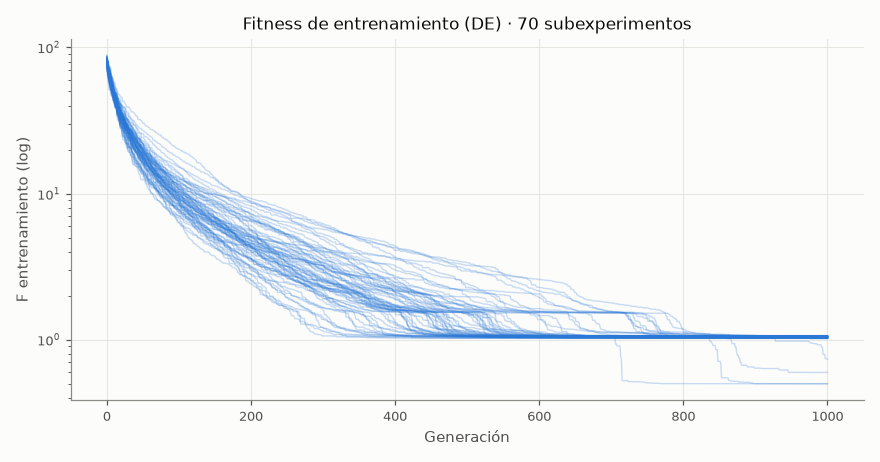 Fitness de entrenamiento (DE) · 70 subexperimentos
F entrenamiento (log)
10²
10¹
10⁰
0 200 400 600 800 1000
Generación